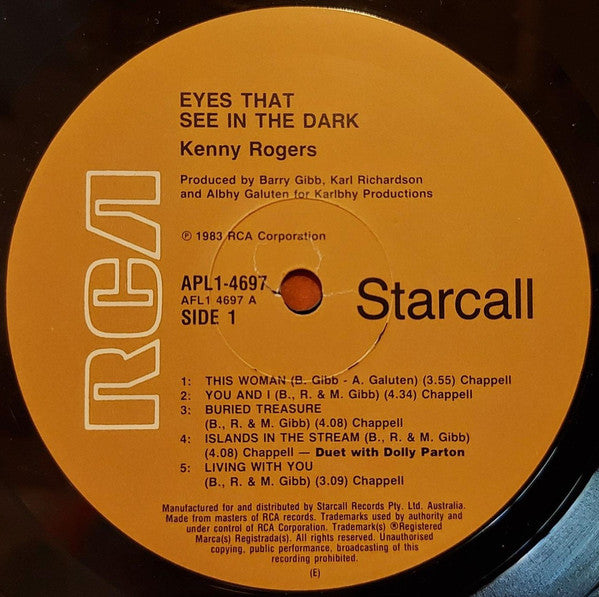 EYES THAT
SEE IN THE DARK
Kenny Rogers
Produced by Barry Gibb, Karl Richardson
and Albhy Galuten for Karlbhy Productions
℗ 1983 RCA Corporation
RCA
APL1-4697
AFL1 4697 A
SIDE 1
Starcall
1: THIS WOMAN (B. Gibb - A. Galuten) (3.55) Chappell
2: YOU AND I (B., R. & M. Gibb) (4.34) Chappell
3: BURIED TREASURE
(B., R. & M. Gibb) (4.08) Chappell
4: ISLANDS IN THE STREAM (B., R. & M. Gibb)
(4.08) Chappell — Duet with Dolly Parton
5: LIVING WITH YOU
(B., R. & M. Gibb) (3.09) Chappell
Manufactured for and distributed by Starcall Records Pty. Ltd. Australia.
Made from masters of RCA records. Trademarks used by authority and
under control of RCA Corporation. Trademark(s) ®Registered
Marca(s) Registrada(s). Unauthorised
copying, public performance, broadcasting of this
recording prohibited.
(E)